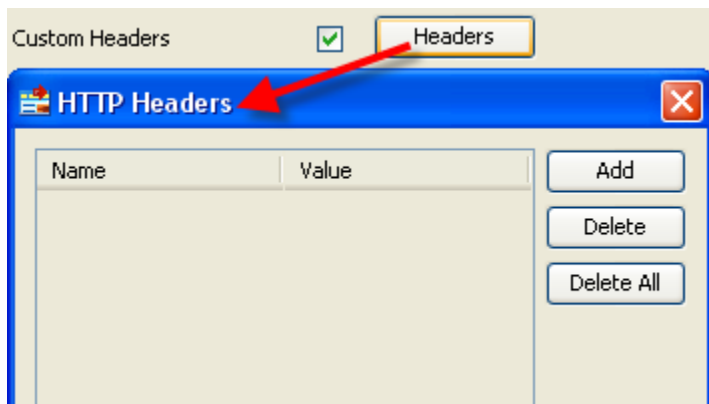 Custom Headers Headers
HTTP Headers
Name Value Add
Delete
Delete All